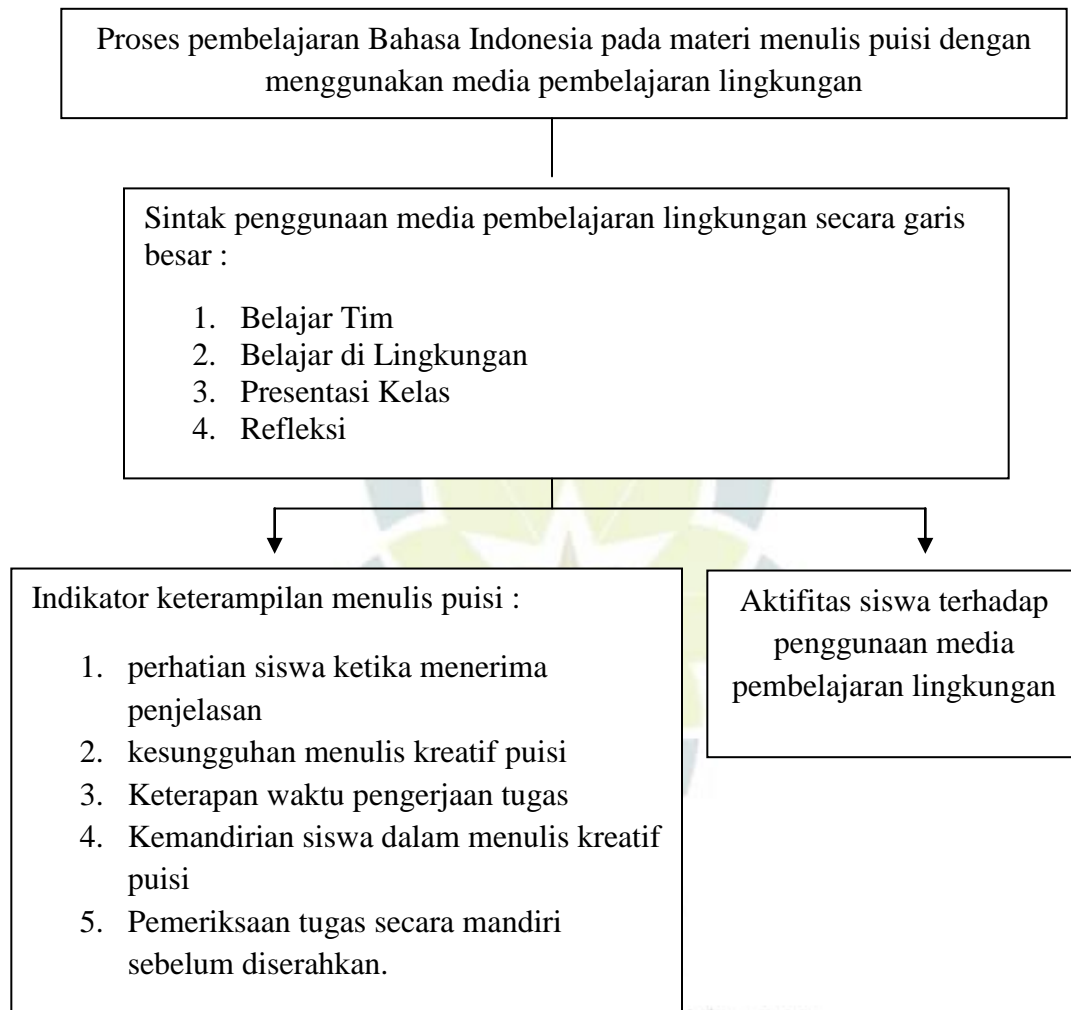 Proses pembelajaran Bahasa Indonesia pada materi menulis puisi dengan
menggunakan media pembelajaran lingkungan
Sintak penggunaan media pembelajaran lingkungan secara garis
besar :
1. Belajar Tim
2. Belajar di Lingkungan
3. Presentasi Kelas
4. Refleksi
Indikator keterampilan menulis puisi :
1. perhatian siswa ketika menerima
penjelasan
2. kesungguhan menulis kreatif puisi
3. Keterapan waktu pengerjaan tugas
4. Kemandirian siswa dalam menulis kreatif
puisi
5. Pemeriksaan tugas secara mandiri
sebelum diserahkan.
Aktifitas siswa terhadap
penggunaan media
pembelajaran lingkungan